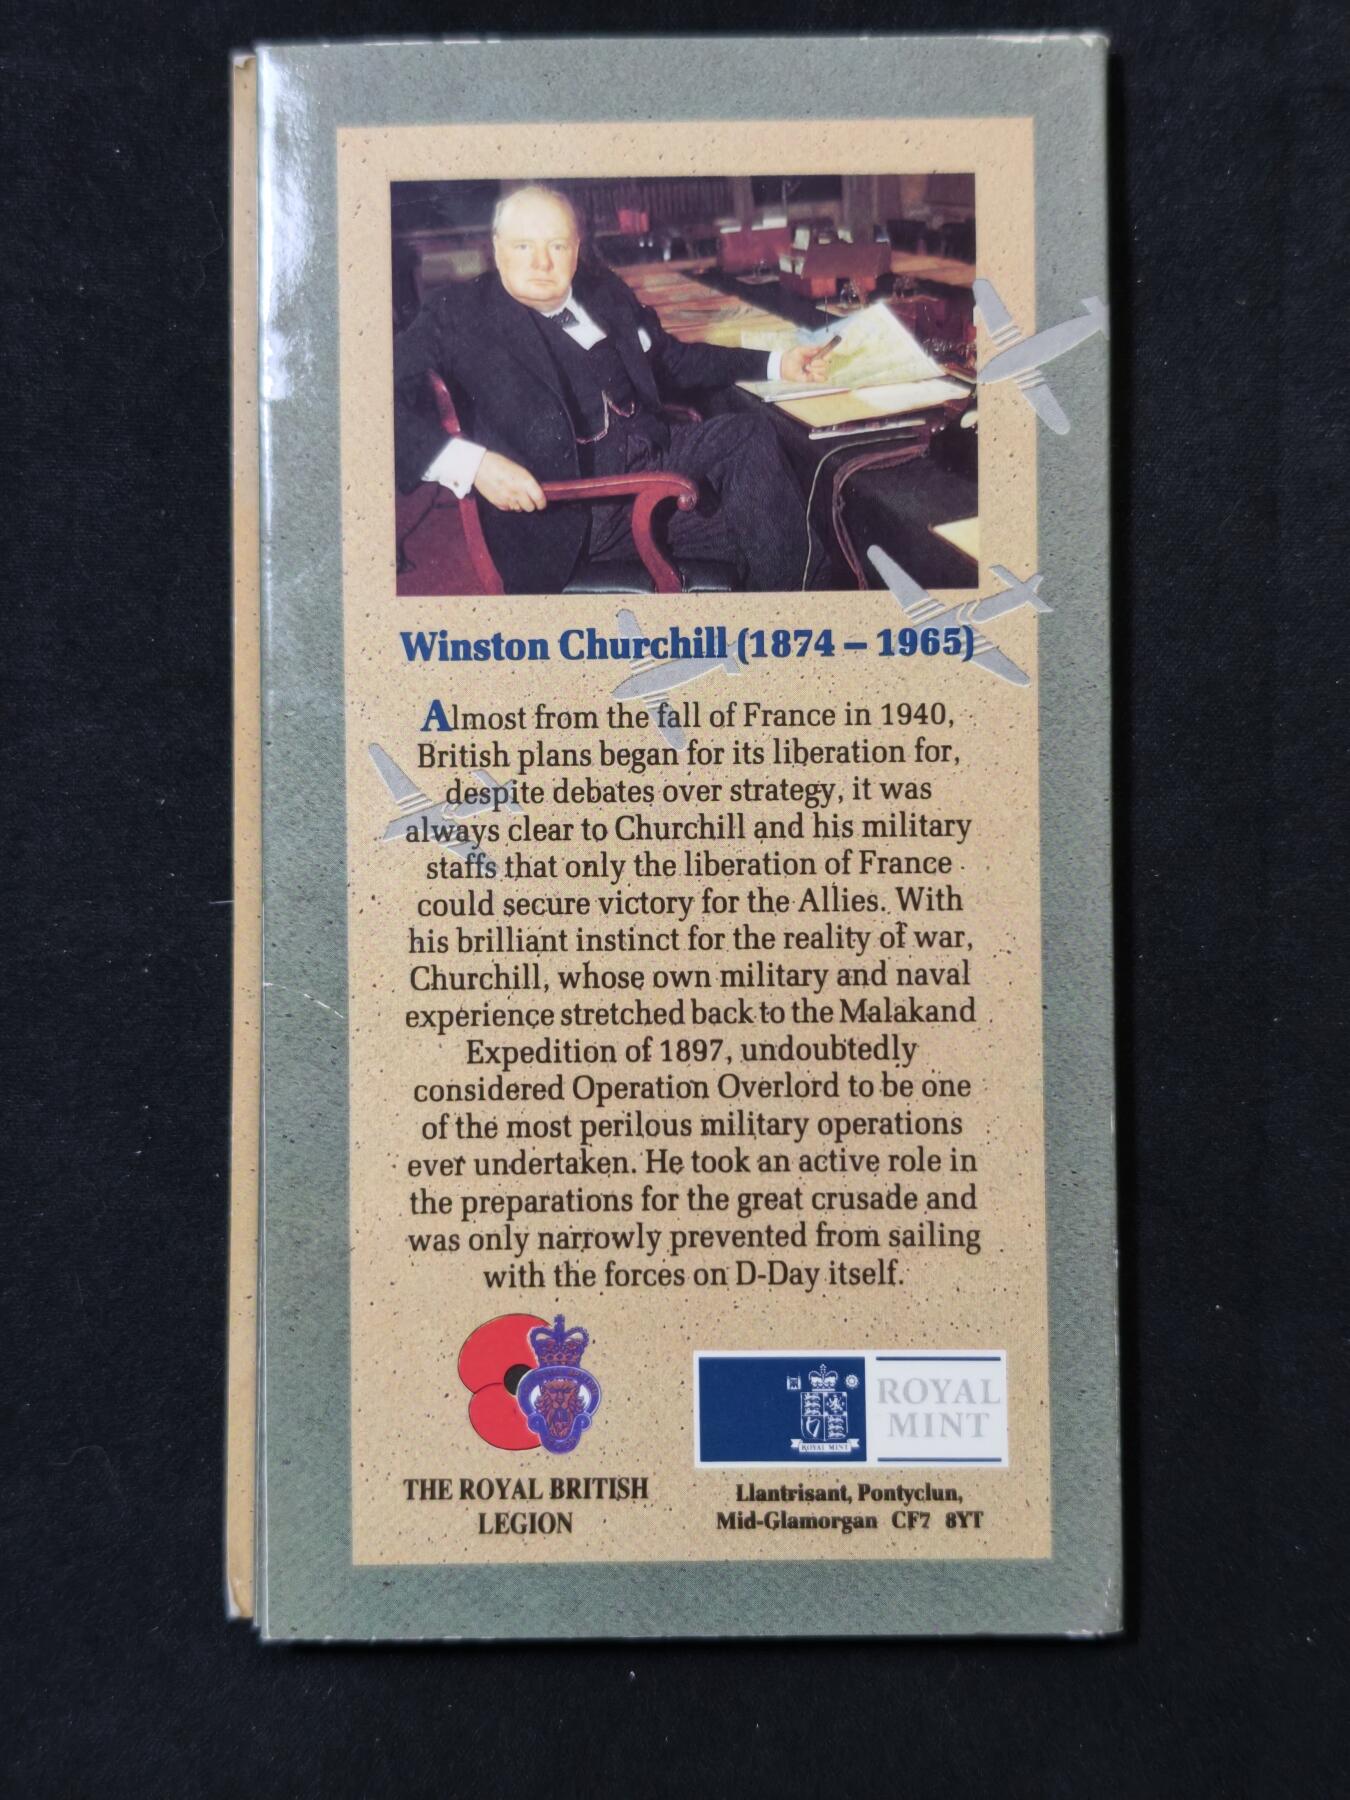 Winston Churchill (1874 – 1965)
Almost from the fall of France in 1940,
British plans began for its liberation for,
despite debates over strategy, it was
always clear to Churchill and his military
staffs that only the liberation of France
could secure victory for the Allies. With
his brilliant instinct for the reality of war,
Churchill, whose own military and naval
experience stretched back to the Malakand
Expedition of 1897, undoubtedly
considered Operation Overlord to be one
of the most perilous military operations
ever undertaken. He took an active role in
the preparations for the great crusade and
was only narrowly prevented from sailing
with the forces on D-Day itself.
THE ROYAL BRITISH
LEGION
ROYAL MINT
ROYAL
MINT
Llantrisant, Pontyclun,
Mid-Glamorgan CF7 8YT